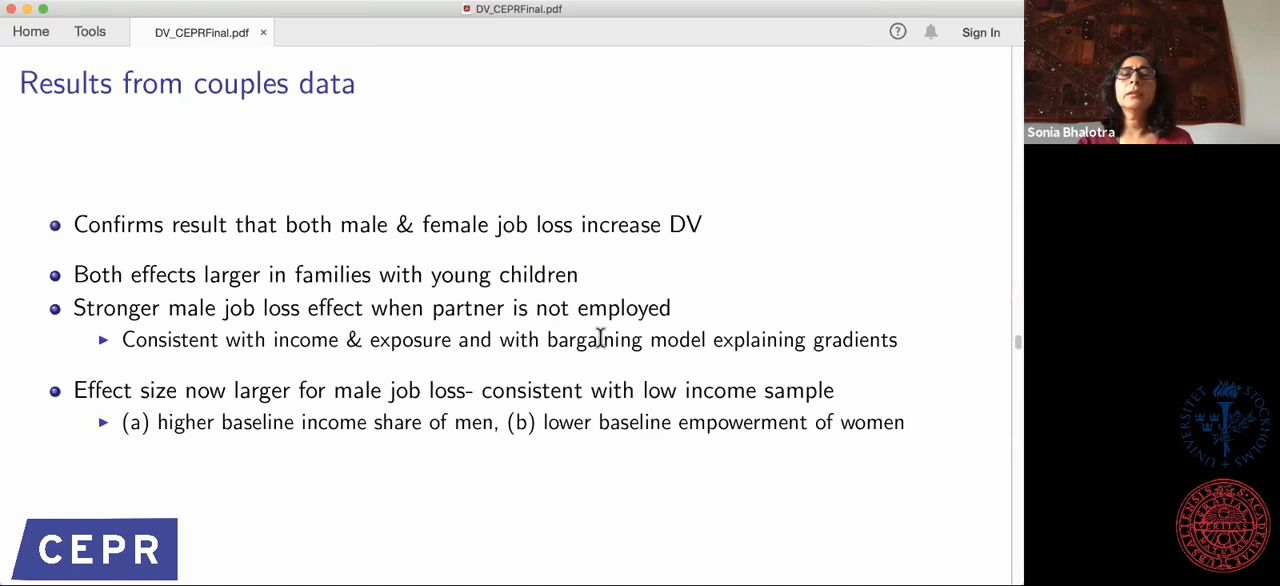 DV_CEPRFinal.pdf
Home Tools DV_CEPRFinal.pdf × ? Sign In
Results from couples data
Sonia Bhalotra
Confirms result that both male & female job loss increase DV
Both effects larger in families with young children
Stronger male job loss effect when partner is not employed
Consistent with income & exposure and with bargaining model explaining gradients
Effect size now larger for male job loss- consistent with low income sample
(a) higher baseline income share of men, (b) lower baseline empowerment of women
CEPR